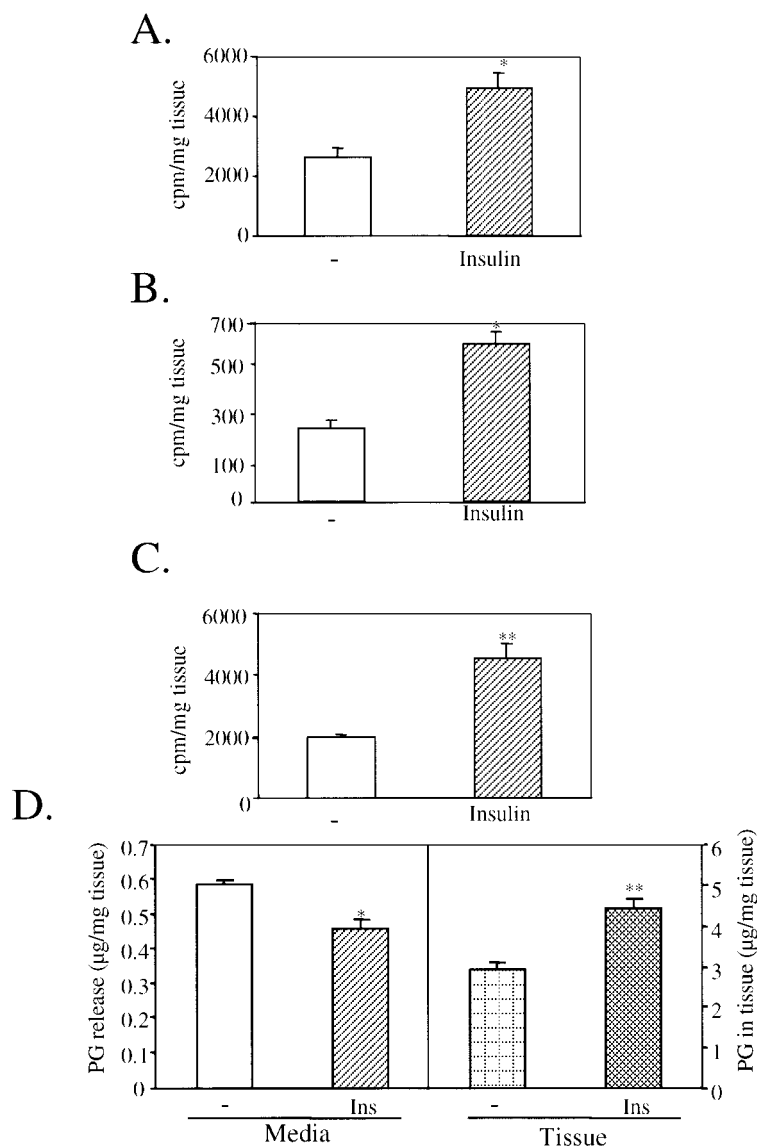 A.
6000
4000
2000
0
cpm/mg tissue
*
- Insulin
B.
700
500
300
100
0
cpm/mg tissue
*
- Insulin
C.
6000
4000
2000
0
cpm/mg tissue
**
- Insulin
D.
0.7
0.6
0.5
0.4
0.3
0.2
0.1
0
PG release (µg/mg tissue)
*
- Ins
Media
**
- Ins
Tissue
6
5
4
3
2
1
0
PG in tissue (µg/mg tissue)